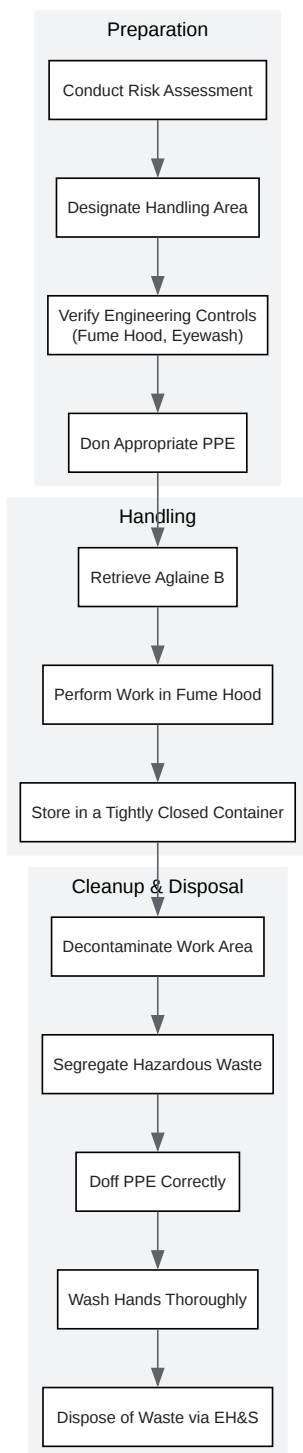 Preparation
Conduct Risk Assessment
Designate Handling Area
Verify Engineering Controls
(Fume Hood, Eyewash)
Don Appropriate PPE
Handling
Retrieve Aglaine B
Perform Work in Fume Hood
Store in a Tightly Closed Container
Cleanup & Disposal
Decontaminate Work Area
Segregate Hazardous Waste
Doff PPE Correctly
Wash Hands Thoroughly
Dispose of Waste via EH&S